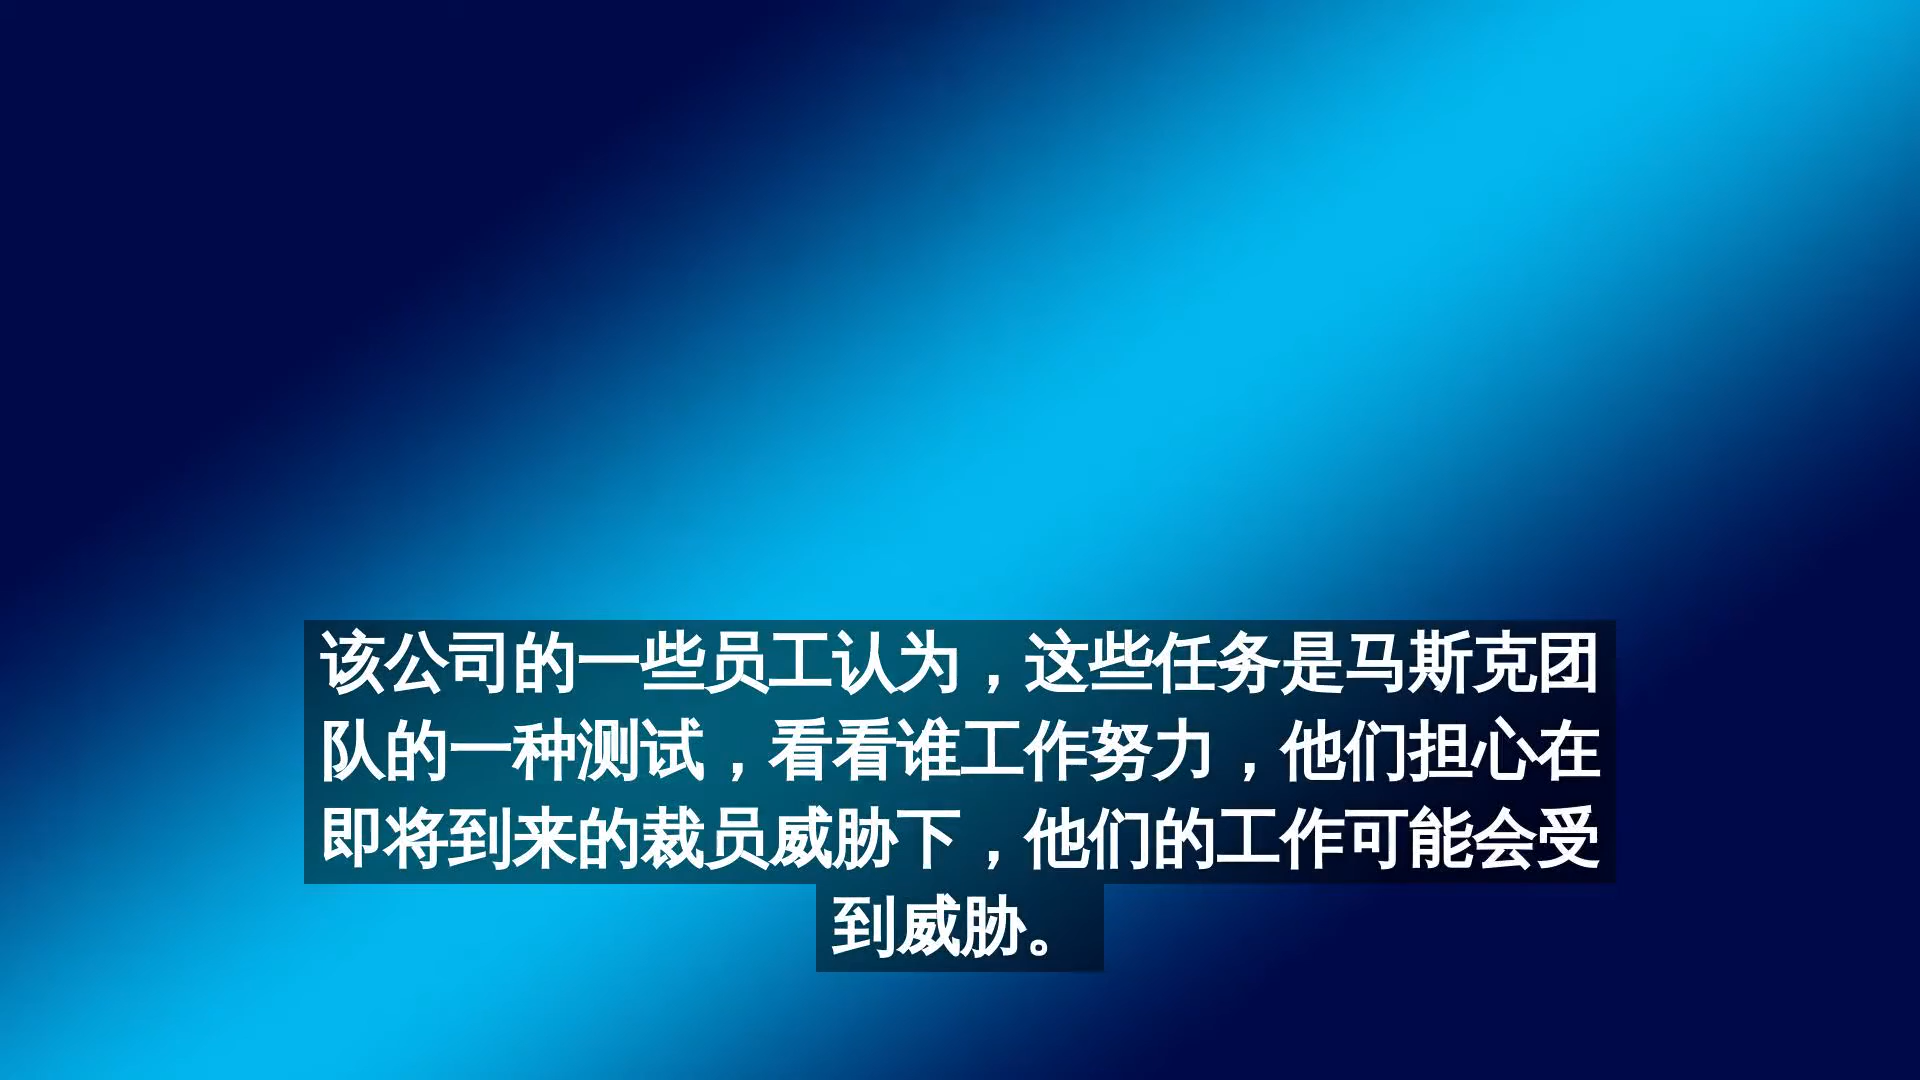 该公司的一些员工认为，这些任务是马斯克团
队的一种测试，看看谁工作努力，他们担心在
即将到来的裁员威胁下，他们的工作可能会受
到威胁。